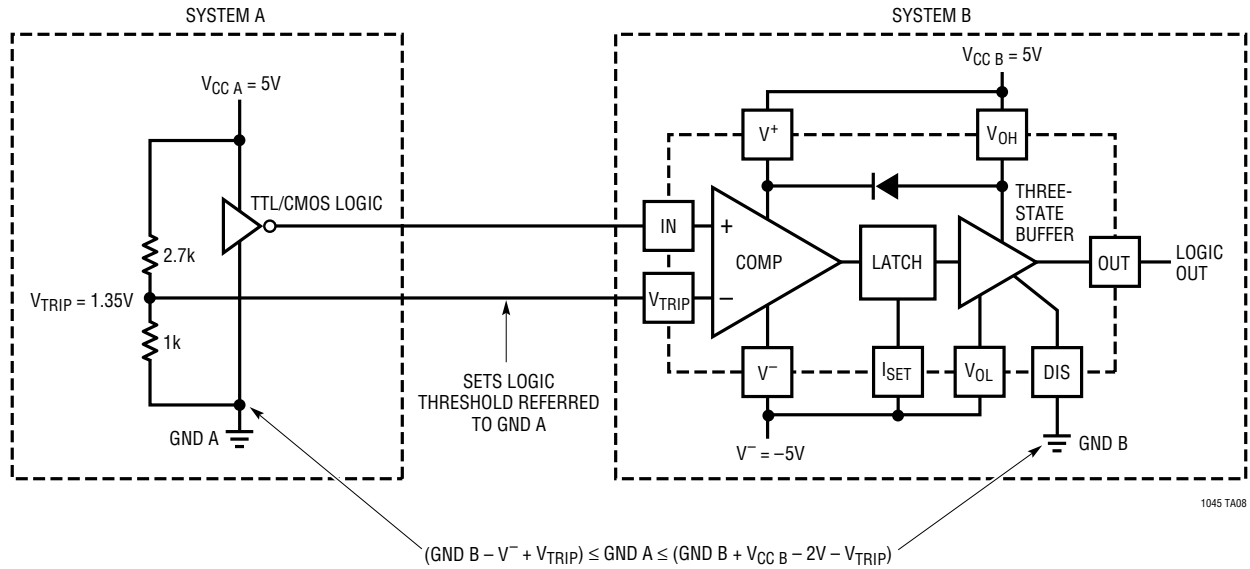 SYSTEM A
V_CC A = 5V
TTL/CMOS LOGIC
2.7k
V_TRIP = 1.35V
1k
GND A
SETS LOGIC
THRESHOLD REFERRED
TO GND A
SYSTEM B
V_CC B = 5V
V⁺
V_OH
THREE-
STATE
BUFFER
IN
+
COMP
LATCH
OUT
LOGIC
OUT
V_TRIP
–
V⁻
I_SET
V_OL
DIS
V⁻ = –5V
GND B
1045 TA08
(GND B – V⁻ + V_TRIP) ≤ GND A ≤ (GND B + V_CC B – 2V – V_TRIP)